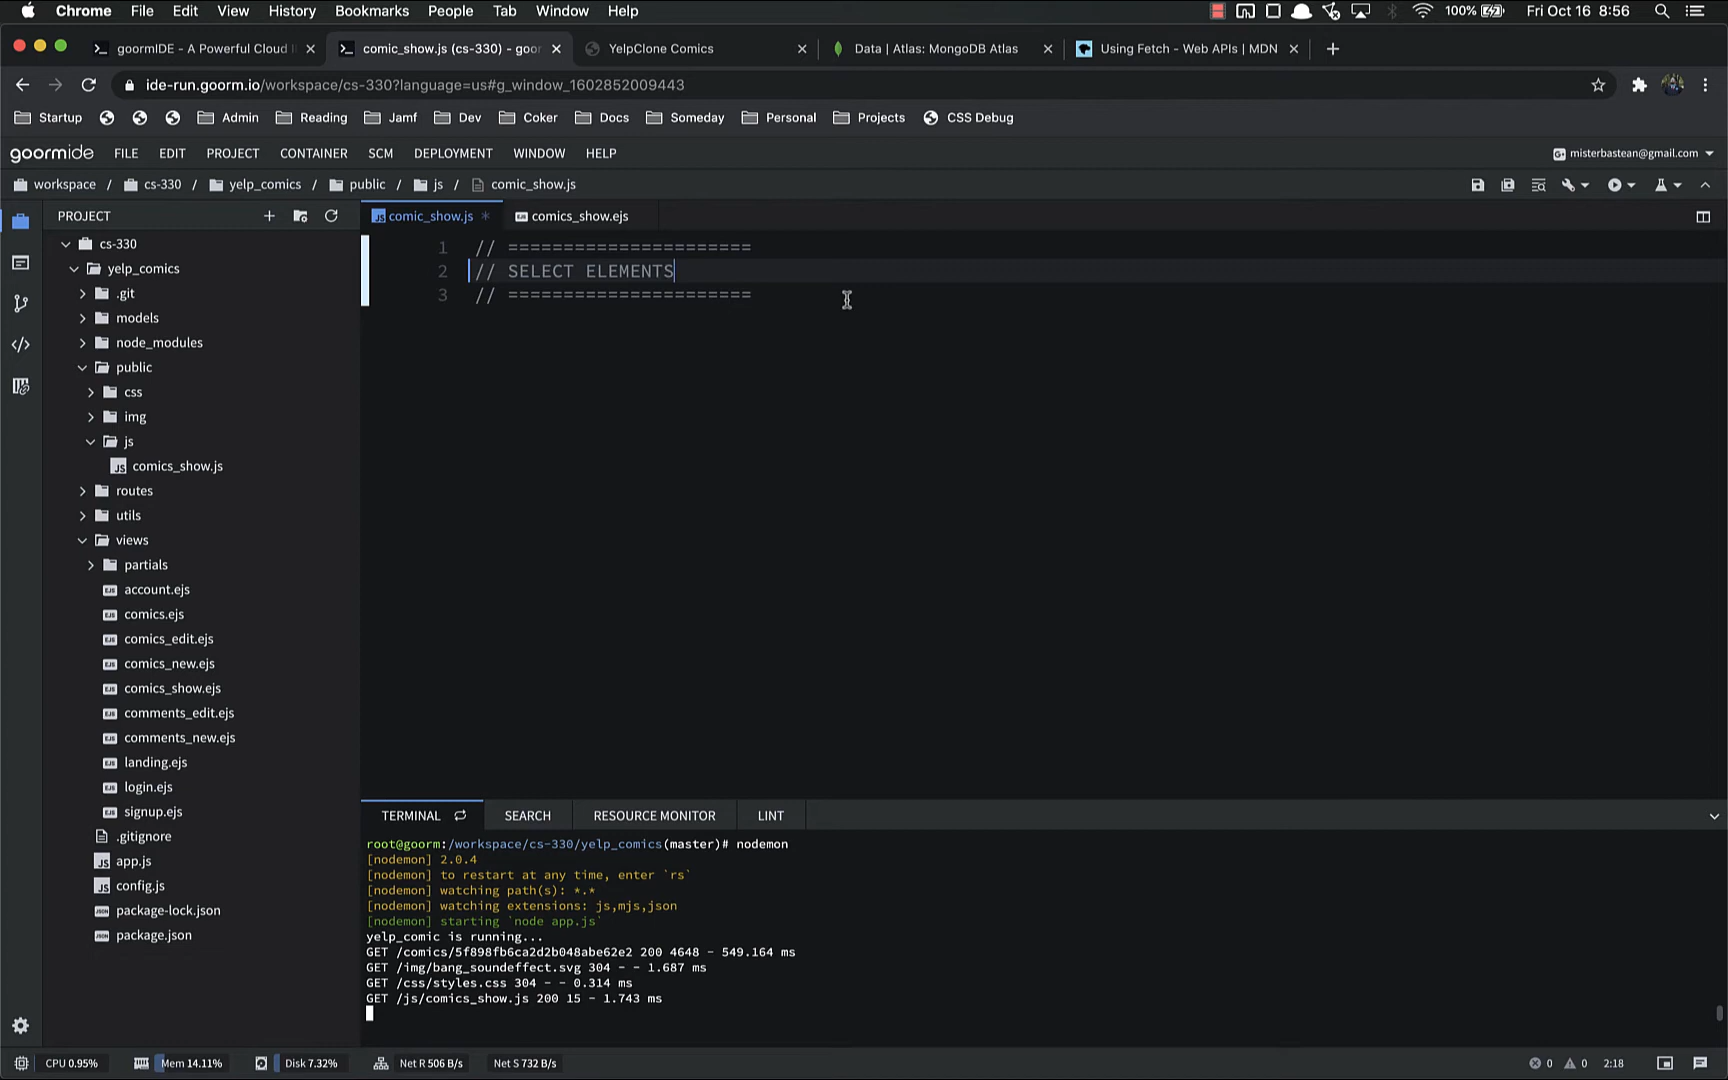 Chrome File Edit View History Bookmarks People Tab Window Help 100% Fri Oct 16 8:56
goormIDE - A Powerful Cloud comic_show.js (cs-330) - goor YelpClone Comics Data | Atlas: MongoDB Atlas Using Fetch - Web APIs | MDN
ide-run.goorm.io/workspace/cs-330?language=us#g_window_1602852009443
Startup Admin Reading Jamf Dev Coker Docs Someday Personal Projects CSS Debug
goormide FILE EDIT PROJECT CONTAINER SCM DEPLOYMENT WINDOW HELP misterbastean@gmail.com
workspace / cs-330 / yelp_comics / public / js / comic_show.js
PROJECT
comic_show.js * comics_show.ejs
cs-330
yelp_comics
.git
models
node_modules
public
css
img
js
comics_show.js
routes
utils
views
partials
account.ejs
comics.ejs
comics_edit.ejs
comics_new.ejs
comics_show.ejs
comments_edit.ejs
comments_new.ejs
landing.ejs
login.ejs
signup.ejs
.gitignore
app.js
config.js
package-lock.json
package.json
1 // ======================
2 // SELECT ELEMENTS
3 // ======================
TERMINAL SEARCH RESOURCE MONITOR LINT
root@goorm:/workspace/cs-330/yelp_comics(master)# nodemon
[nodemon] 2.0.4
[nodemon] to restart at any time, enter `rs`
[nodemon] watching path(s): *.*
[nodemon] watching extensions: js,mjs,json
[nodemon] starting `node app.js`
yelp_comic is running...
GET /comics/5f898fb6ca2d2b048abe62e2 200 4648 - 549.164 ms
GET /img/bang_soundeffect.svg 304 - - 1.687 ms
GET /css/styles.css 304 - - 0.314 ms
GET /js/comics_show.js 200 15 - 1.743 ms
CPU 0.95% Mem 14.11% Disk 7.32% Net R 506 B/s Net S 732 B/s 0 0 2:18